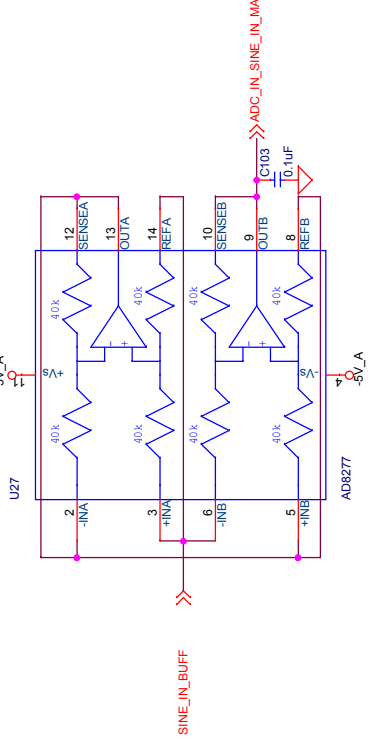 ADC_IN_SINE_IN_MA
C103
0.1uF
12
SENSEA
13
OUTA
14
REFA
10
SENSEB
9
OUTB
8
REFB
40k
40k
40k
40k
-
+
-
+
11
+Vs
-Vs
4
-5V_A
40k
40k
40k
40k
U27
AD8277
2
-INA
3
+INA
6
-INB
5
+INB
SINE_IN_BUFF